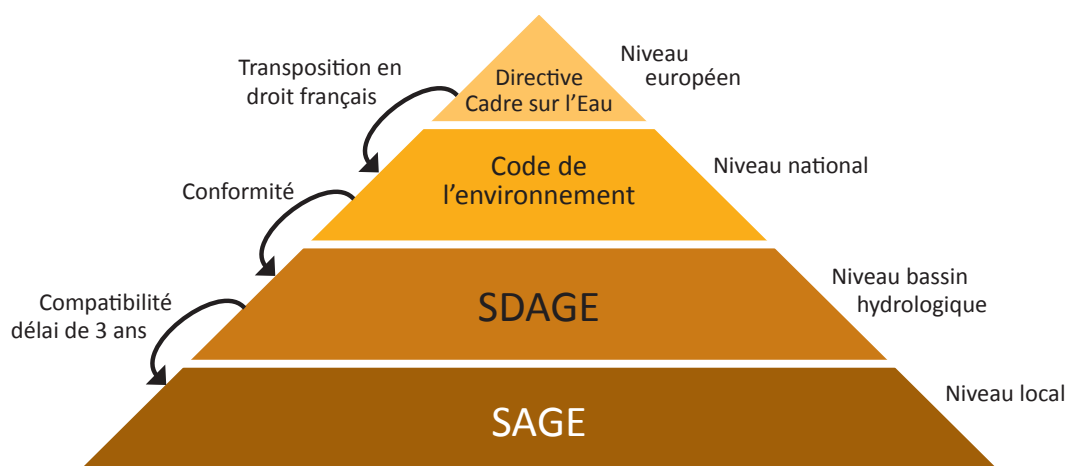 Niveau
européen
Transposition en
droit français
Directive
Cadre sur l'Eau
Code de
l'environnement
Niveau national
Conformité
Niveau bassin
hydrologique
Compatibilité
délai de 3 ans
SDAGE
Niveau local
SAGE